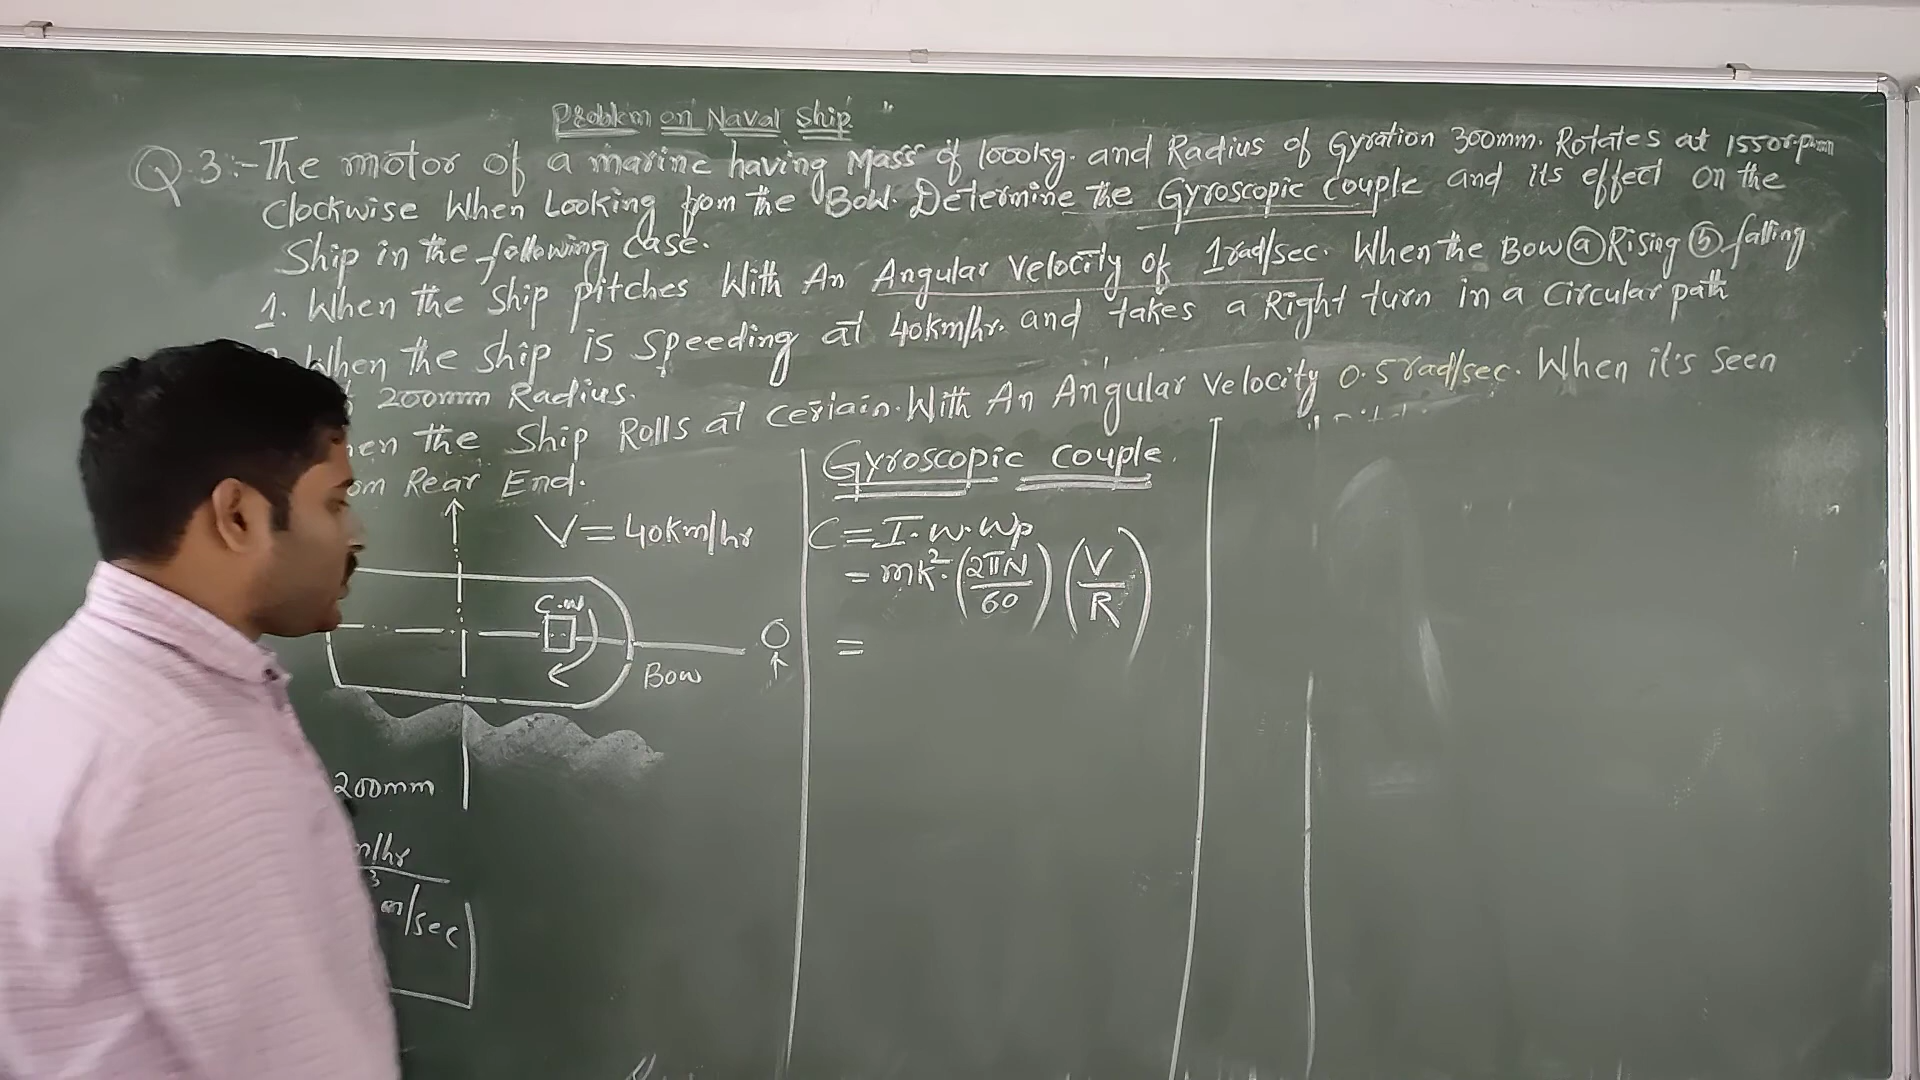 Problem on Naval Ship
Q.3:- The motor of a marine having Mass of 1000kg. and Radius of Gyration 300mm. Rotates at 1550r.pm
Clockwise When Looking from the Bow. Determine the Gyroscopic Couple and its effect on the
Ship in the following Case.
1. When the Ship pitches With An Angular Velocity of 1rad/sec. When the Bow (a) Rising (b) falling
When the ship is speeding at 40km/hr. and takes a Right turn in a Circular path
200mm Radius.
the Ship Rolls at certain. With An Angular Velocity 0.5rad/sec. When it's seen
Rear End.
V = 40km/hr
C.W
Bow
200mm
m/sec
Gyroscopic Couple.
C = I.W.Wp
= mK². (2πN/60) (V/R)
=